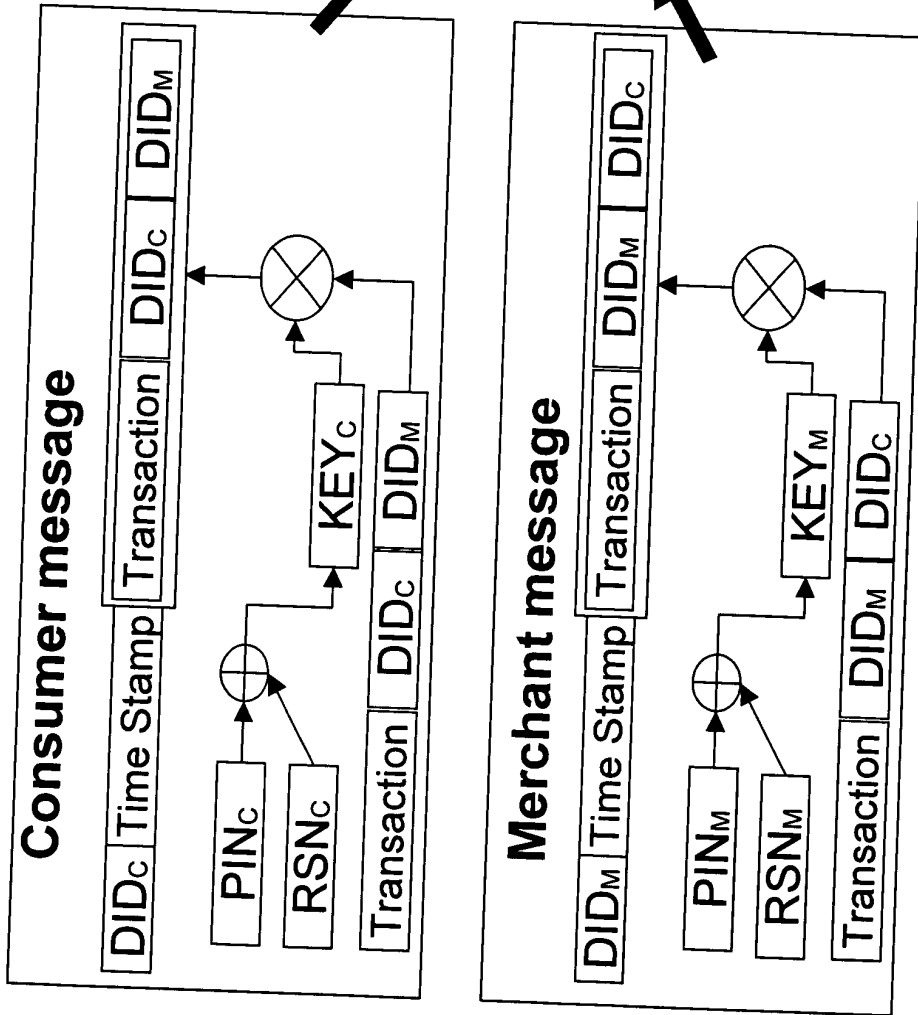 Consumer message
DIDC Time Stamp Transaction DIDC DIDM
PINC
RSNC KEYC
Transaction DIDC DIDM
Merchant message
DIDM Time Stamp Transaction DIDM DIDC
PINM
RSNM KEYM
Transaction DIDM DIDC